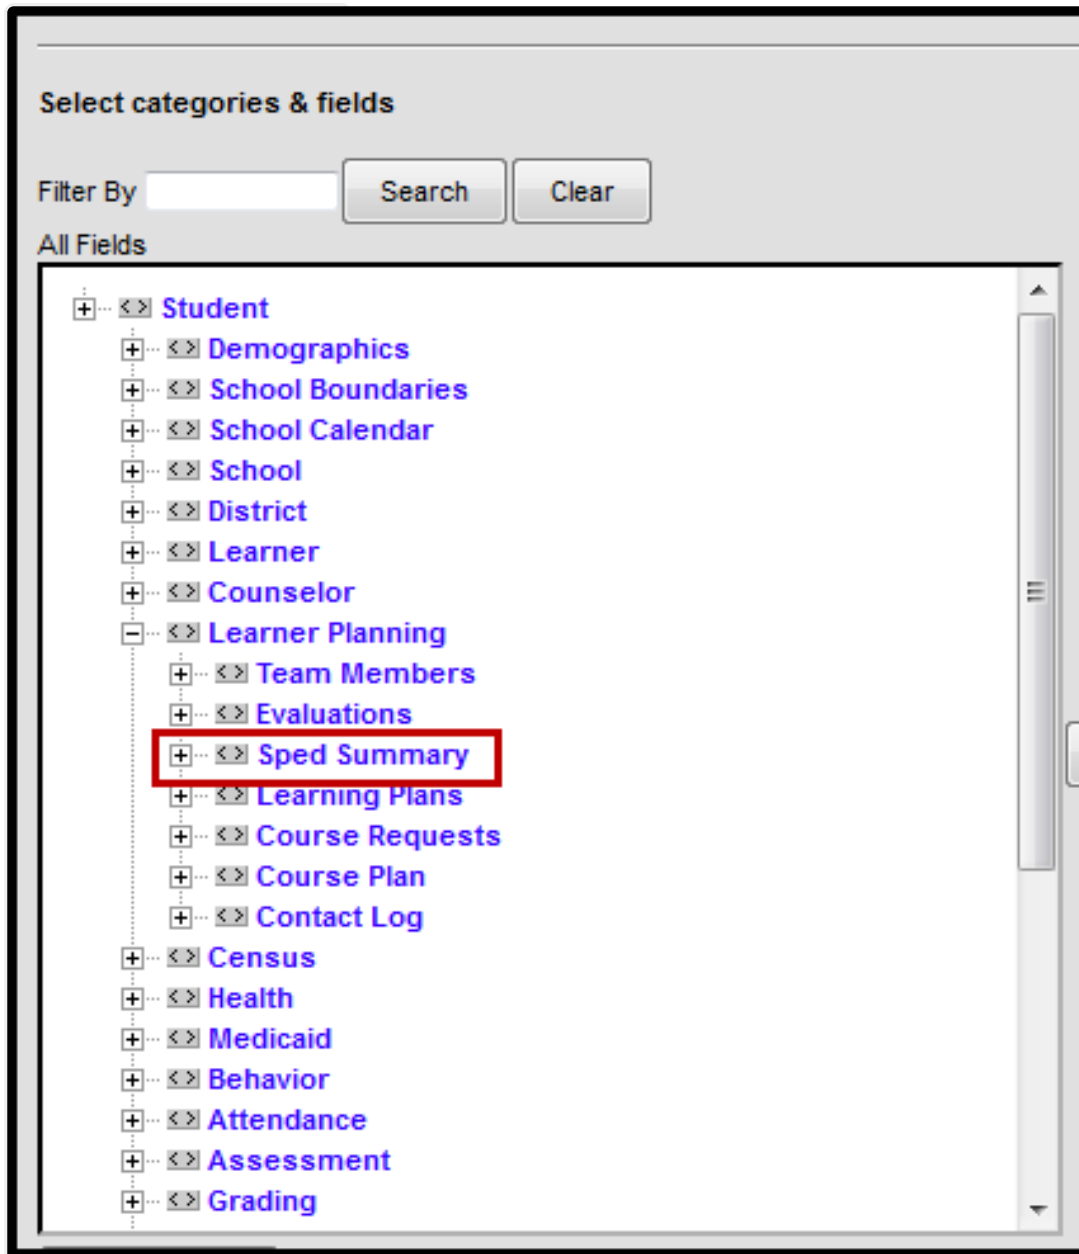 Select categories & fields
Filter By Search Clear
All Fields
Student
Demographics
School Boundaries
School Calendar
School
District
Learner
Counselor
Learner Planning
Team Members
Evaluations
Sped Summary
Learning Plans
Course Requests
Course Plan
Contact Log
Census
Health
Medicaid
Behavior
Attendance
Assessment
Grading